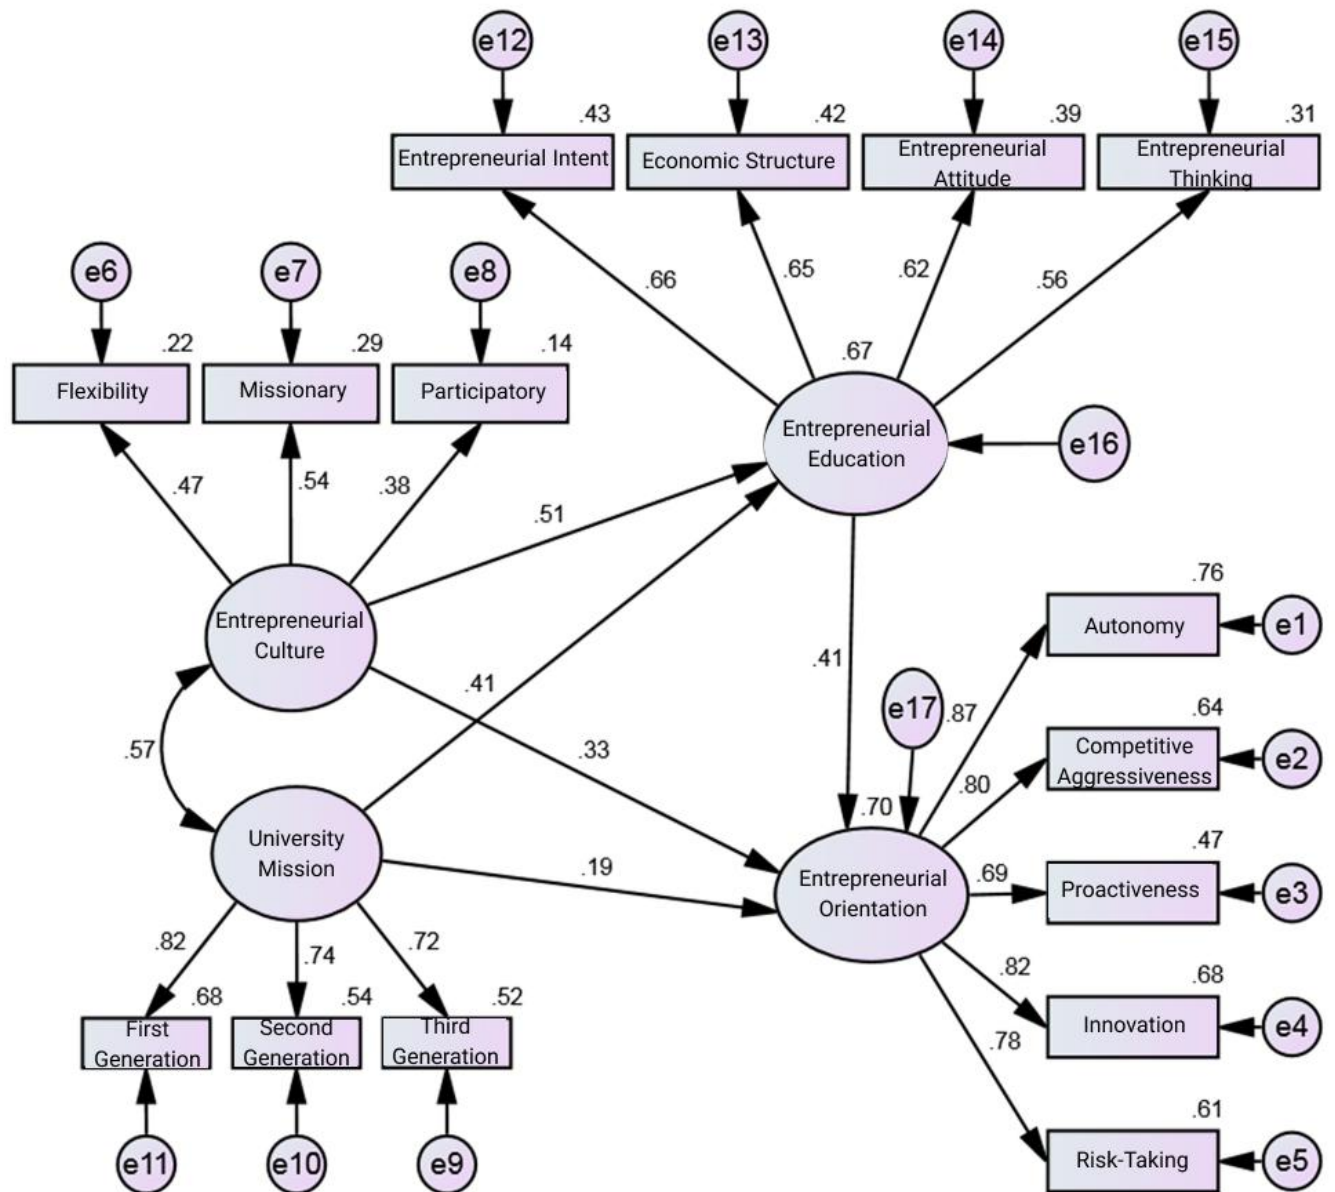 e12
e13
e14
e15
.43
.42
.39
.31
Entrepreneurial Intent
Economic Structure
Entrepreneurial
Attitude
Entrepreneurial
Thinking
e6
e7
e8
.66
.65
.62
.56
.22
.29
.14
.67
Flexibility
Missionary
Participatory
Entrepreneurial
Education
e16
.47
.54
.38
.51
.76
Entrepreneurial
Culture
Autonomy
e1
.41
.41
e17
.87
.64
.57
.33
Competitive
Aggressiveness
e2
.80
.70
University
Mission
.47
.19
Entrepreneurial
Orientation
.69
Proactiveness
e3
.82
.74
.72
.82
.68
.68
.54
.52
First
Generation
Second
Generation
Third
Generation
Innovation
e4
.78
.61
e11
e10
e9
Risk-Taking
e5